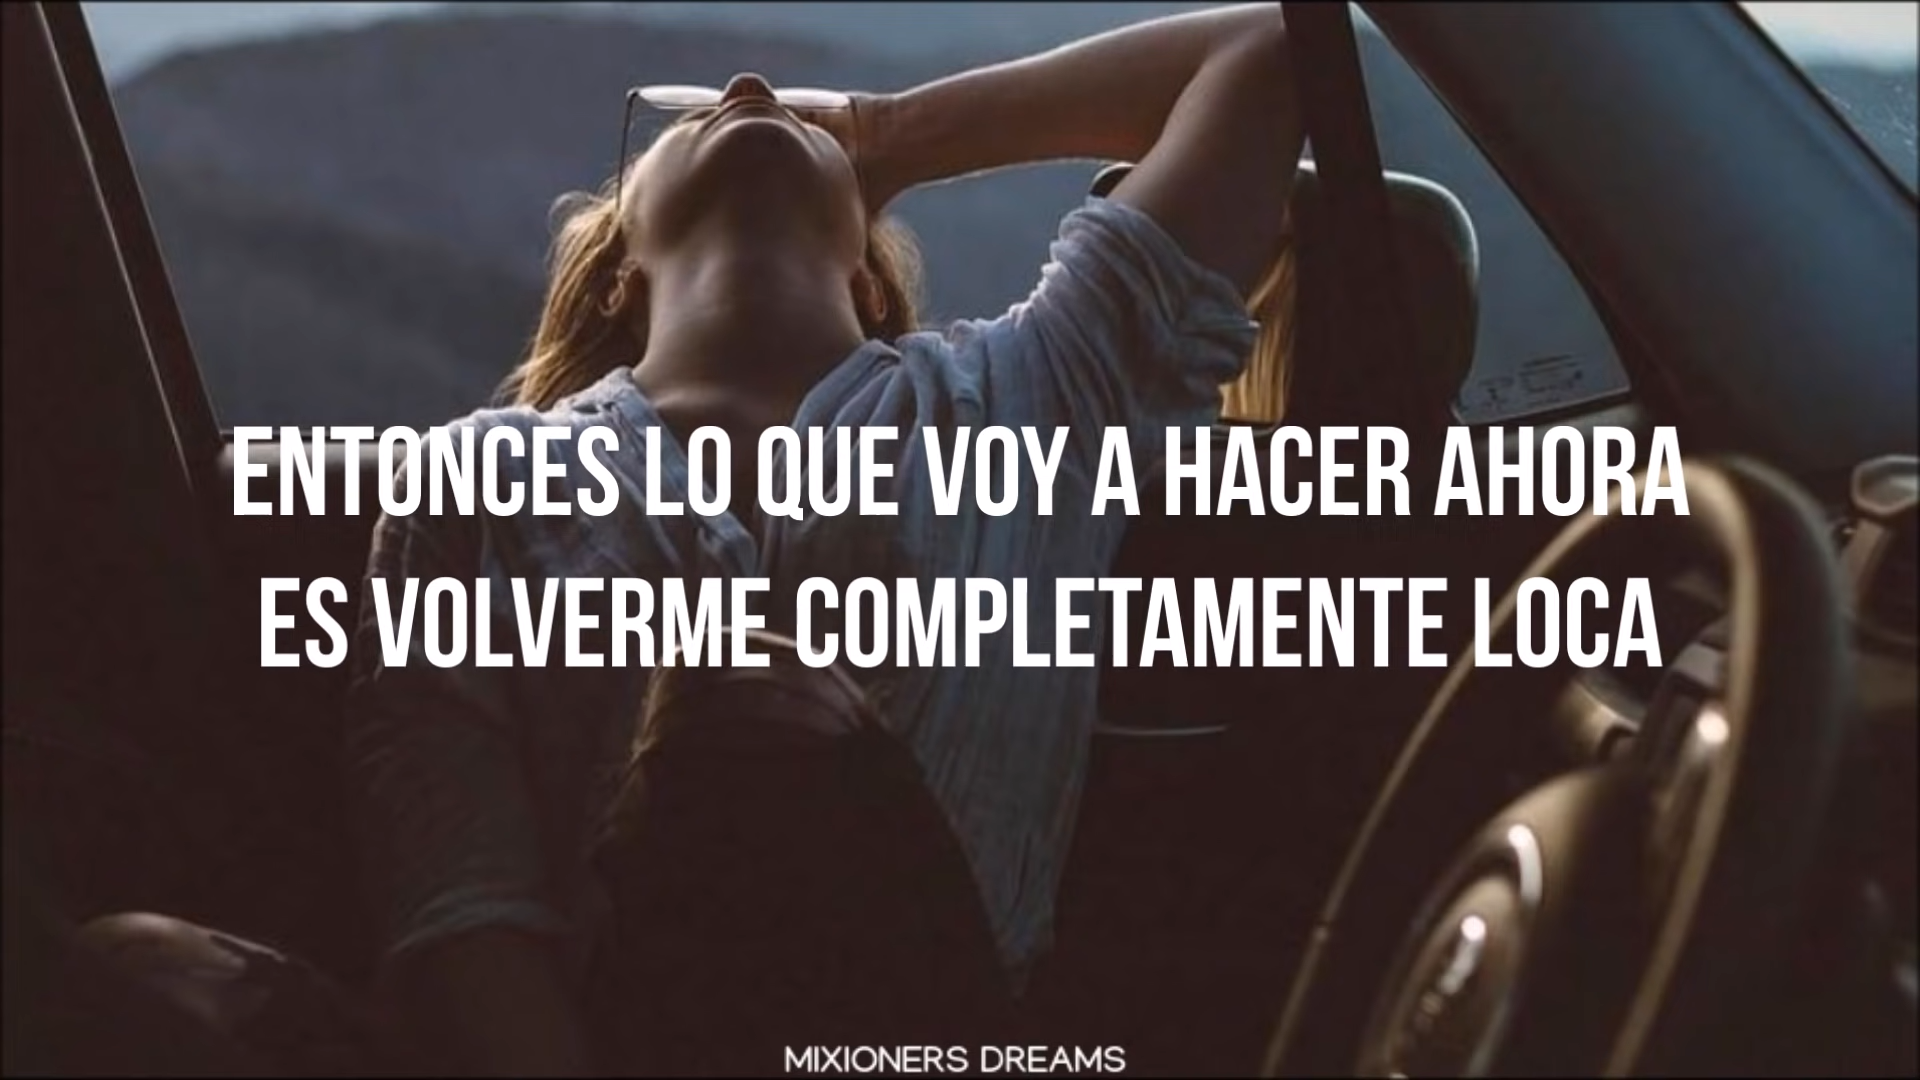 ENTONCES LO QUE VOY A HACER AHORA
ES VOLVERME COMPLETAMENTE LOCA
MIXIONERS DREAMS